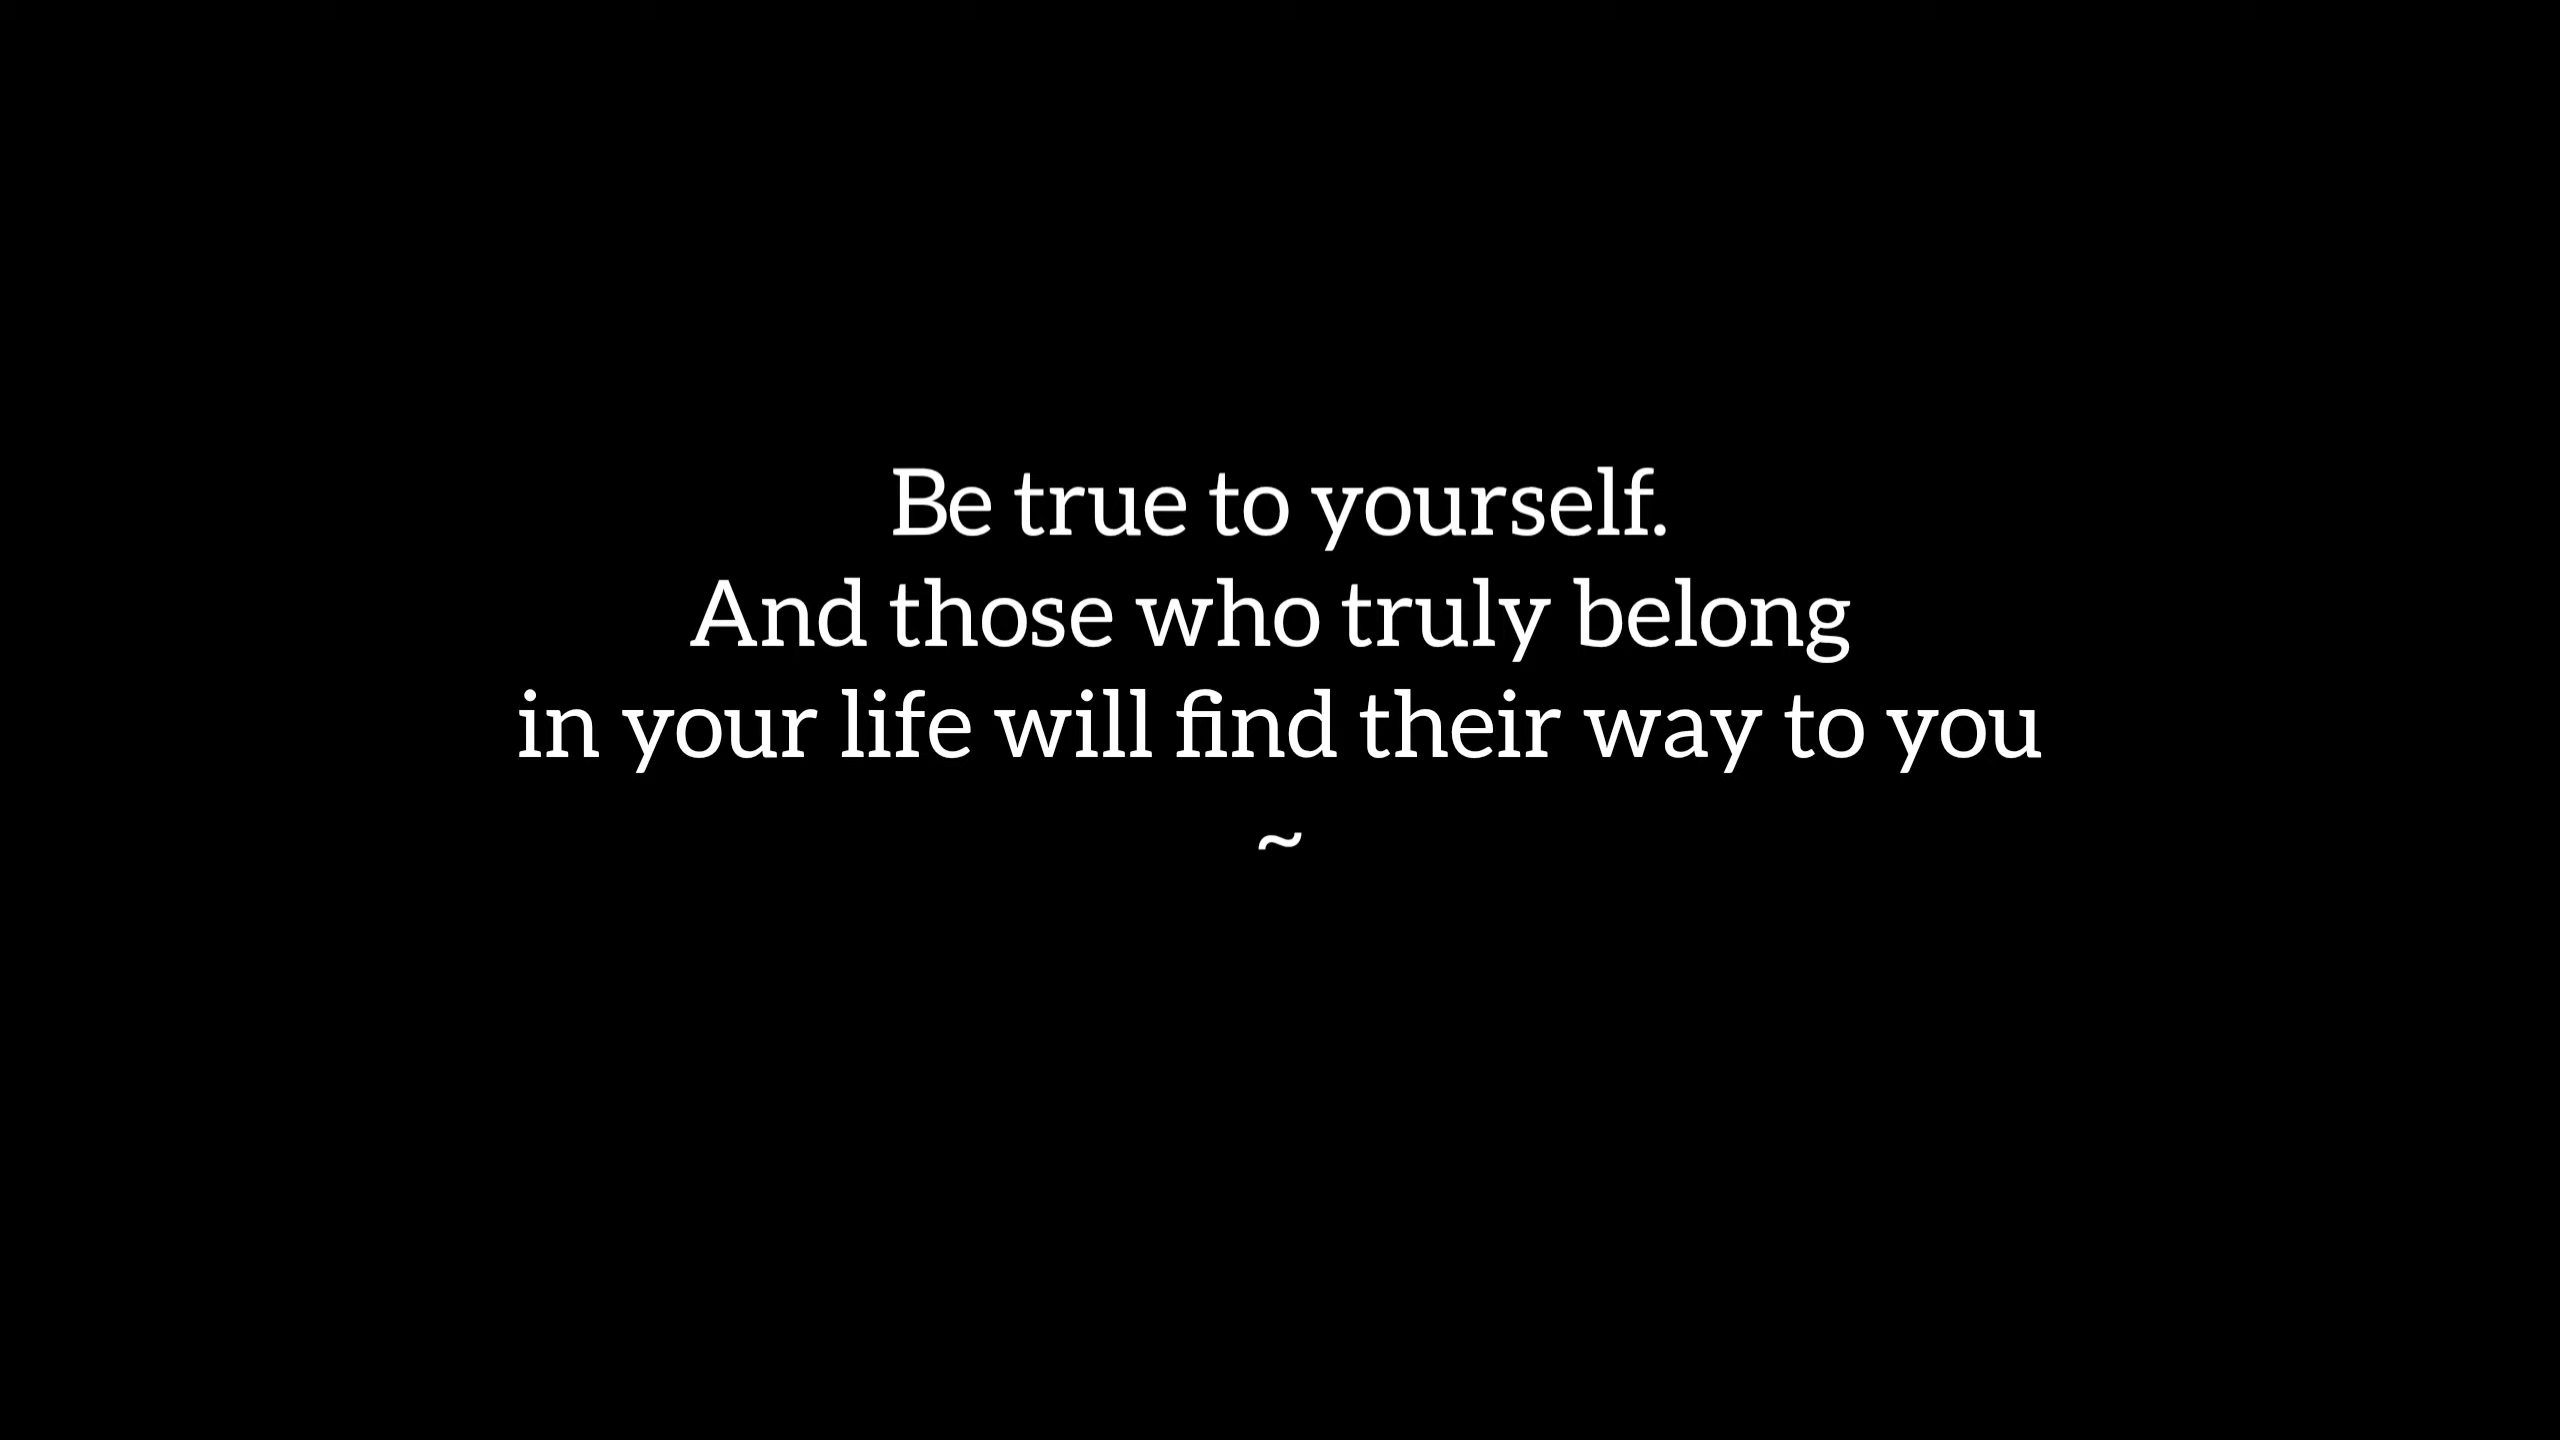 Be true to yourself.
And those who truly belong
in your life will find their way to you
~